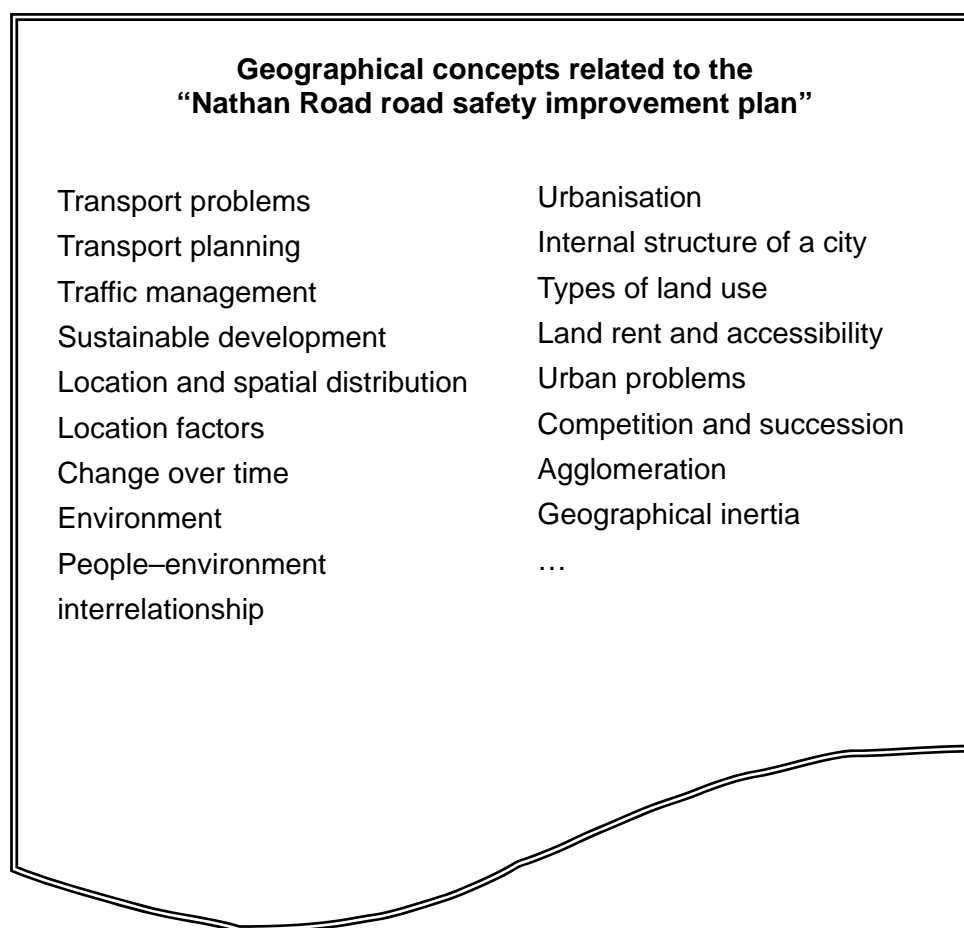 Geographical concepts related to the
“Nathan Road road safety improvement plan”
Transport problems
Transport planning
Traffic management
Sustainable development
Location and spatial distribution
Location factors
Change over time
Environment
People–environment
interrelationship
Urbanisation
Internal structure of a city
Types of land use
Land rent and accessibility
Urban problems
Competition and succession
Agglomeration
Geographical inertia
…